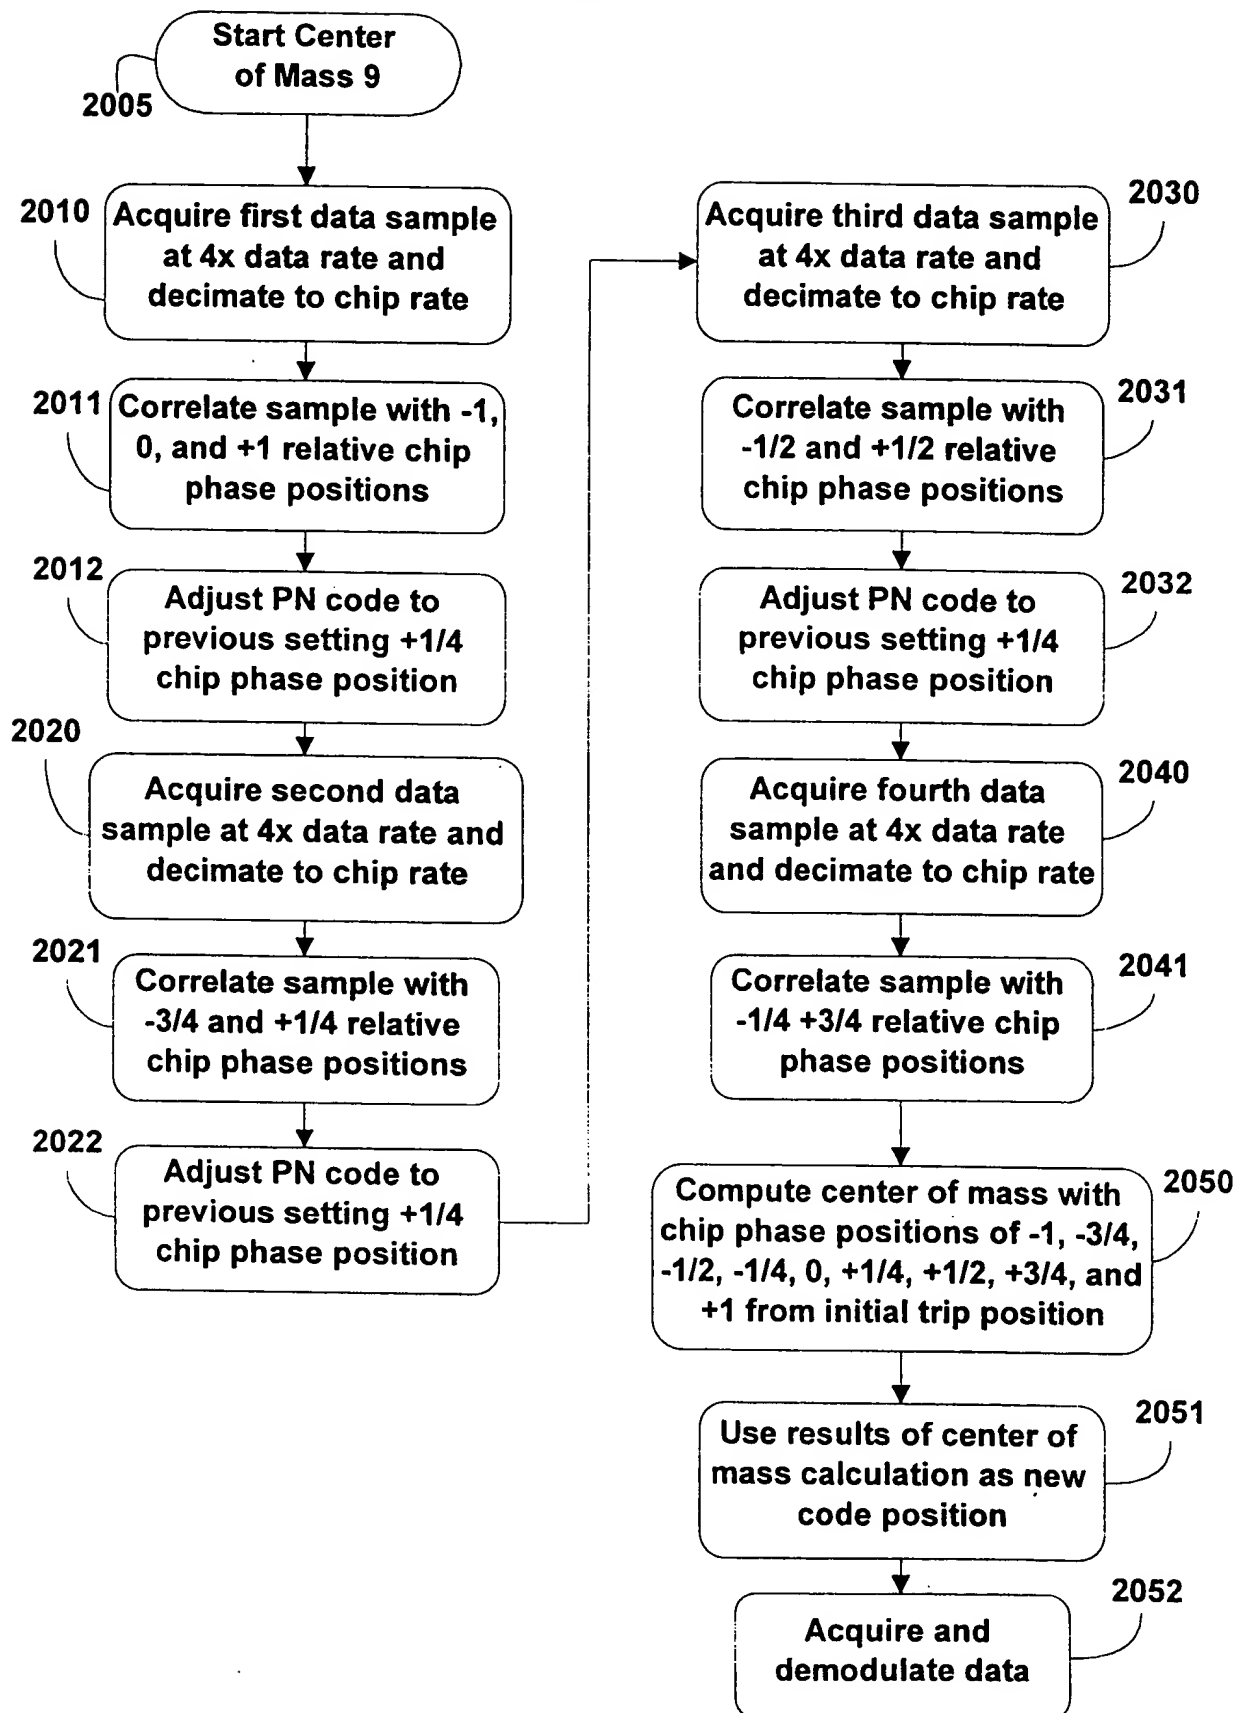 Start Center
of Mass 9
2005
2010
Acquire first data sample
at 4x data rate and
decimate to chip rate
2011
Correlate sample with -1,
0, and +1 relative chip
phase positions
2012
Adjust PN code to
previous setting +1/4
chip phase position
2020
Acquire second data
sample at 4x data rate and
decimate to chip rate
2021
Correlate sample with
-3/4 and +1/4 relative
chip phase positions
2022
Adjust PN code to
previous setting +1/4
chip phase position
2030
Acquire third data sample
at 4x data rate and
decimate to chip rate
2031
Correlate sample with
-1/2 and +1/2 relative
chip phase positions
2032
Adjust PN code to
previous setting +1/4
chip phase position
2040
Acquire fourth data
sample at 4x data rate
and decimate to chip rate
2041
Correlate sample with
-1/4 +3/4 relative chip
phase positions
2050
Compute center of mass with
chip phase positions of -1, -3/4,
-1/2, -1/4, 0, +1/4, +1/2, +3/4, and
+1 from initial trip position
2051
Use results of center of
mass calculation as new
code position
2052
Acquire and
demodulate data